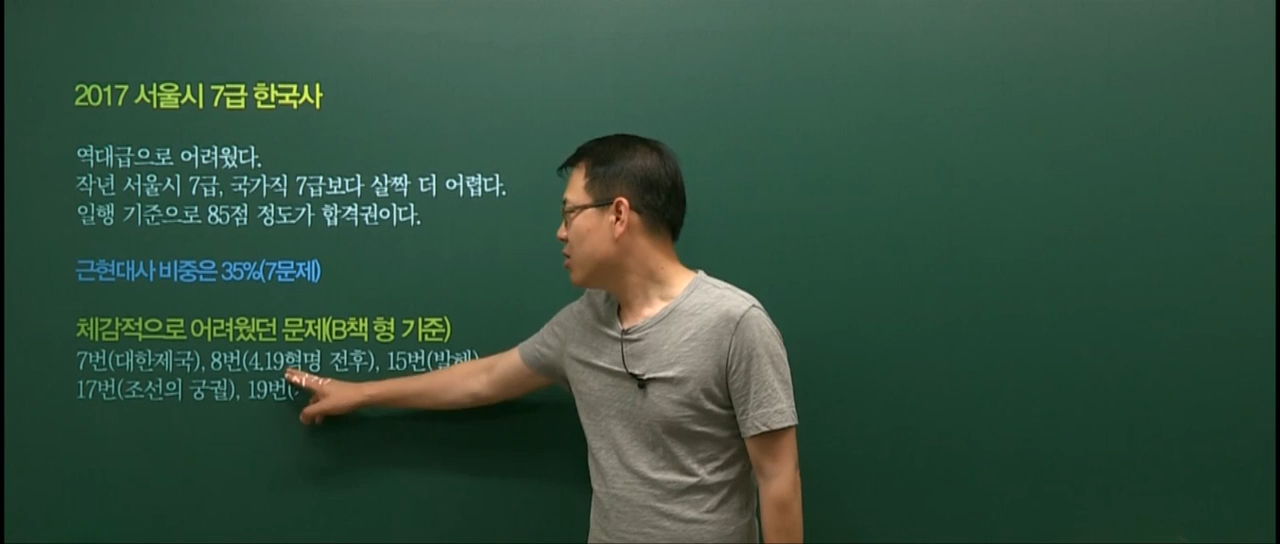 2017 서울시 7급 한국사
역대급으로 어려웠다.
작년 서울시 7급, 국가직 7급보다 살짝 더 어렵다.
일행 기준으로 85점 정도가 합격권이다.
근현대사 비중은 35%(7문제)
체감적으로 어려웠던 문제(B책 형 기준)
7번(대한제국), 8번(4.19혁명 전후), 15번(발해)
17번(조선의 궁궐), 19번(